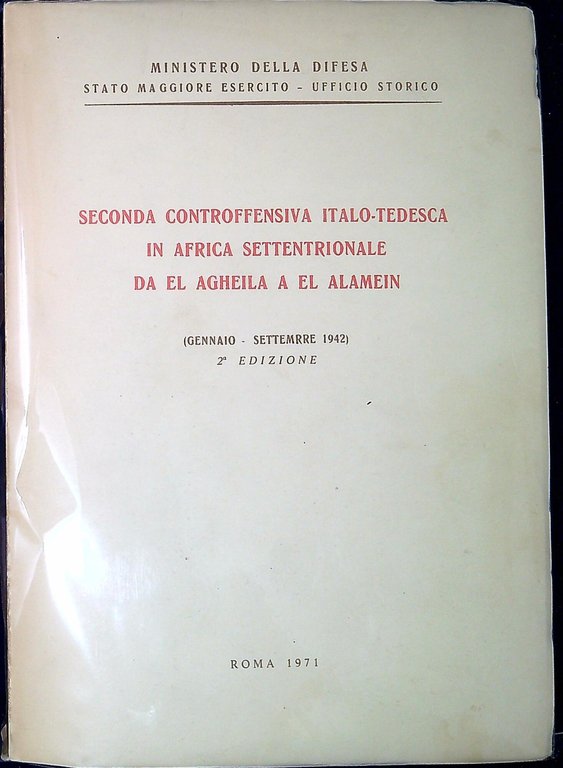 MINISTERO DELLA DIFESA
STATO MAGGIORE ESERCITO - UFFICIO STORICO
SECONDA CONTROFFENSIVA ITALO-TEDESCA
IN AFRICA SETTENTRIONALE
DA EL AGHEILA A EL ALAMEIN
(GENNAIO - SETTEMRRE 1942)
2ª EDIZIONE
ROMA 1971